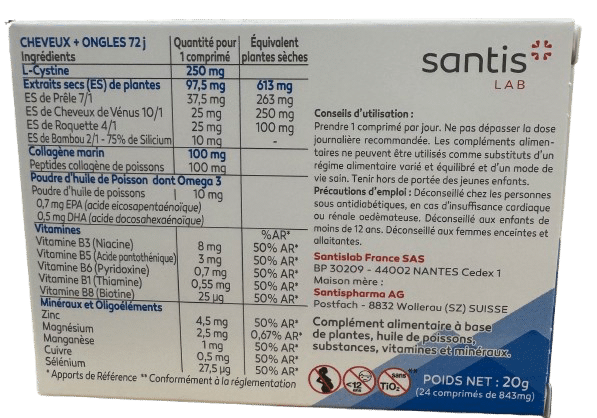 CHEVEUX + ONGLES 72 j Quantité pour Équivalent
Ingrédients 1 comprimé plantes sèches
L-Cystine 250 mg
Extraits secs (ES) de plantes 97,5 mg 613 mg
ES de Prêle 7/1 37,5 mg 263 mg
ES de Cheveux de Vénus 10/1 25 mg 250 mg
ES de Roquette 4/1 25 mg 100 mg
ES de Bambou 2/1 - 75% de Silicium 10 mg -
Collagène marin 100 mg
Peptides collagène de poissons 100 mg
Poudre d'huile de Poisson dont Omega 3
Poudre d'huile de poissons 10 mg
0,7 mg EPA (acide eicosapentaénoïque)
0,5 mg DHA (acide docosahexaénoïque)
Vitamines %AR*
Vitamine B3 (Niacine) 8 mg 50% AR*
Vitamine B5 (Acide pantothénique) 3 mg 50% AR*
Vitamine B6 (Pyridoxine) 0,7 mg 50% AR*
Vitamine B1 (Thiamine) 0,55 mg 50% AR*
Vitamine B8 (Biotine) 25 µg 50% AR*
Minéraux et Oligoéléments
Zinc 4,5 mg 50% AR*
Magnésium 2,5 mg 0,67% AR*
Manganèse 1 mg 50% AR*
Cuivre 0,5 mg 50% AR*
Sélénium 27,5 µg 50% AR*
* Apports de Référence ** Conformément à la réglementation
santis
LAB
Conseils d'utilisation :
Prendre 1 comprimé par jour. Ne pas dépasser la dose
journalière recommandée. Les compléments alimen-
taires ne peuvent être utilisés comme substituts d'un
régime alimentaire varié et équilibré et d'un mode de
vie sain. Tenir hors de portée des jeunes enfants.
Précautions d'emploi : Déconseillé chez les personnes
sous antidiabétiques, en cas d'insuffisance cardiaque
ou rénale oedèmateuse. Déconseillé aux enfants de
moins de 12 ans. Déconseillé aux femmes enceintes et
allaitantes.
Santislab France SAS
BP 30209 - 44002 NANTES Cedex 1
Maison mère :
Santispharma AG
Postfach - 8832 Wollerau (SZ) SUISSE
Complément alimentaire à base
de plantes, huile de poissons,
substances, vitamines et minéraux.
<12 ans
sans **
TiO₂
POIDS NET : 20g
(24 comprimés de 843mg)